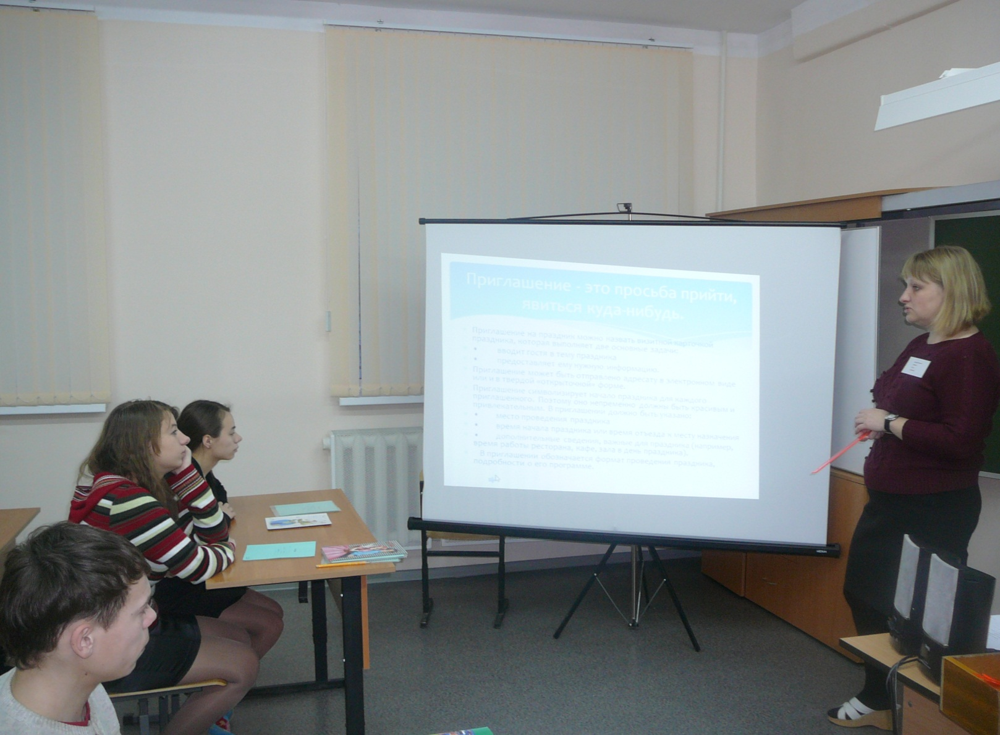 Приглашение - это просьба прийти,
явиться куда-нибудь.
Приглашение на праздник можно назвать визитной карточкой
праздника, которая выполняет две основные задачи:
• вводит гостя в тему праздника
• предоставляет ему нужную информацию.
Приглашение может быть отправлено адресату в электронном виде
или и в твердой «открыточной» форме.
Приглашение символизирует начало праздника для каждого
приглашенного. Поэтому оно непременно должны быть красивым и
привлекательным. В приглашении должно быть указано:
• место проведения праздника
• время начала праздника или время отъезда к месту назначения
• дополнительные сведения, важные для праздника (например,
время работы ресторана, кафе, зала в день праздника).
В приглашении обозначается формат проведения праздника,
подробности о его программе.